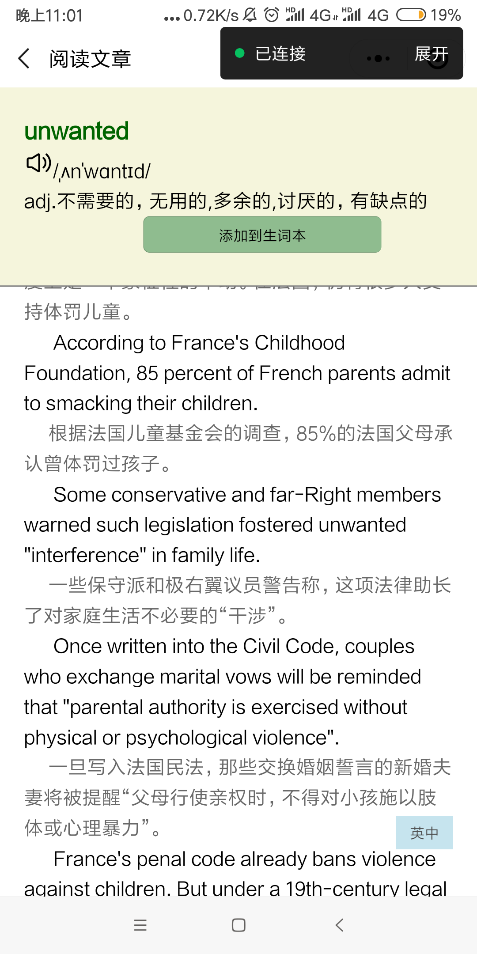 晚上11:01
0.72K/s
HD 4G
HD 4G
19%
阅读文章
已连接
展开
unwanted
/ˌʌnˈwɑntɪd/
adj.不需要的，无用的,多余的,讨厌的，有缺点的
添加到生词本
持体罚儿童。
According to France's Childhood
Foundation, 85 percent of French parents admit
to smacking their children.
根据法国儿童基金会的调查，85%的法国父母承
认曾体罚过孩子。
Some conservative and far-Right members
warned such legislation fostered unwanted
"interference" in family life.
一些保守派和极右翼议员警告称，这项法律助长
了对家庭生活不必要的“干涉”。
Once written into the Civil Code, couples
who exchange marital vows will be reminded
that "parental authority is exercised without
physical or psychological violence".
一旦写入法国民法，那些交换婚姻誓言的新婚夫
妻将被提醒“父母行使亲权时，不得对小孩施以肢
体或心理暴力”。
英中
France's penal code already bans violence
against children. But under a 19th-century legal